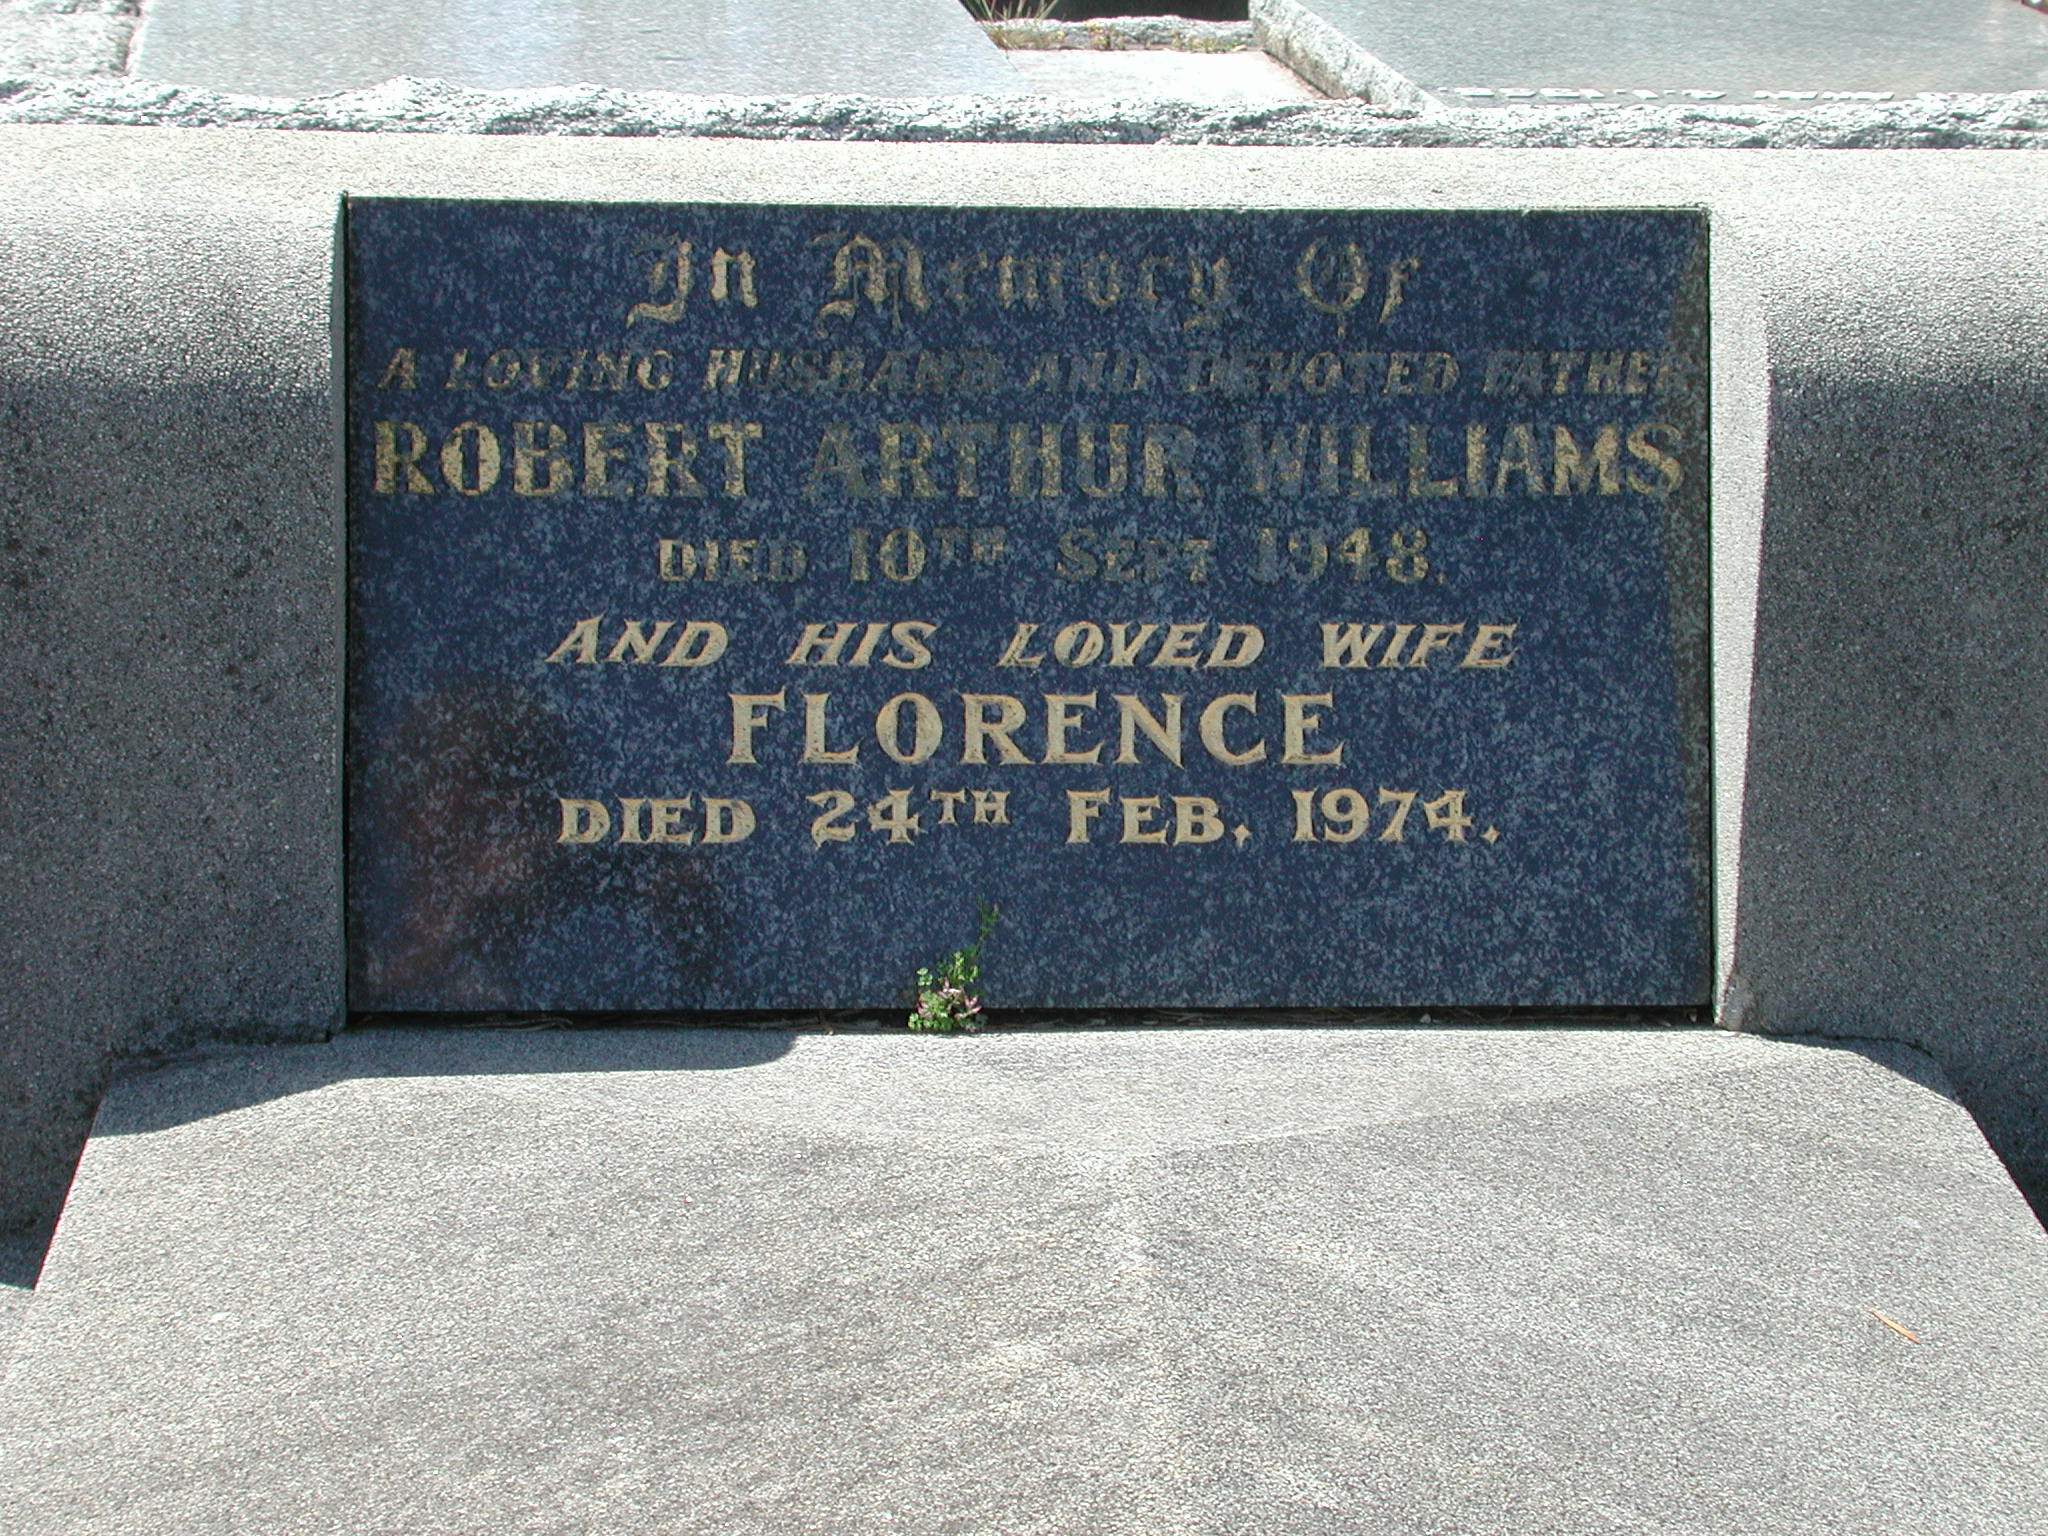 In Memory Of
A LOVING HUSBAND AND DEVOTED FATHER
ROBERT ARTHUR WILLIAMS
DIED 10TH SEPT 1948.
AND HIS LOVED WIFE
FLORENCE
DIED 24TH FEB. 1974.